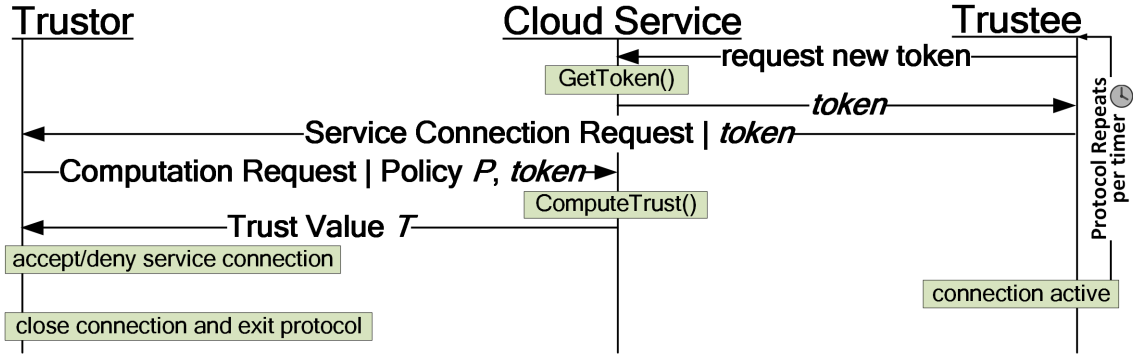 Trustor
Cloud Service
Trustee
request new token
GetToken()
token
Service Connection Request | token
Computation Request | Policy P, token
ComputeTrust()
Trust Value T
accept/deny service connection
connection active
close connection and exit protocol
Protocol Repeats
per timer